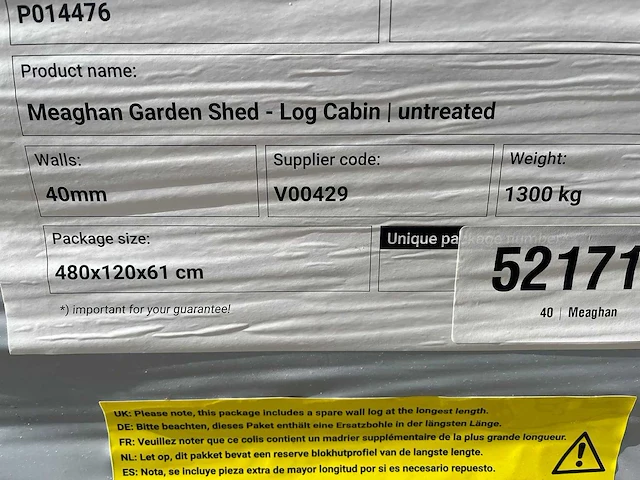 P014476
Product name:
Meaghan Garden Shed - Log Cabin | untreated
Walls:
Supplier code:
Weight:
40mm
V00429
1300 kg
Package size:
Unique package number
480x120x61 cm
52171
40 | Meaghan
*) important for your guarantee!
UK: Please note, this package includes a spare wall log at the longest length.
DE: Bitte beachten, dieses Paket enthält eine Ersatzbohle in der längsten Länge.
FR: Veuillez noter que ce colis contient un madrier supplémentaire de la plus grande longueur.
NL: Let op, dit pakket bevat een reserve blokhutprofiel van de langste lengte.
ES: Nota, se incluye pieza extra de mayor longitud por si es necesario repuesto.